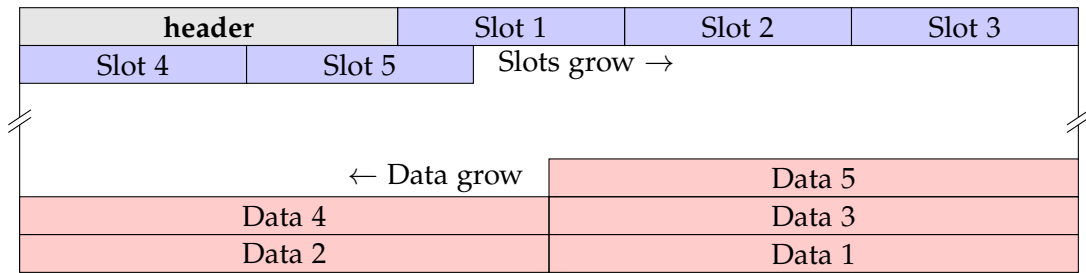 header Slot 1 Slot 2 Slot 3
Slot 4 Slot 5 Slots grow →
← Data grow Data 5
Data 4 Data 3
Data 2 Data 1